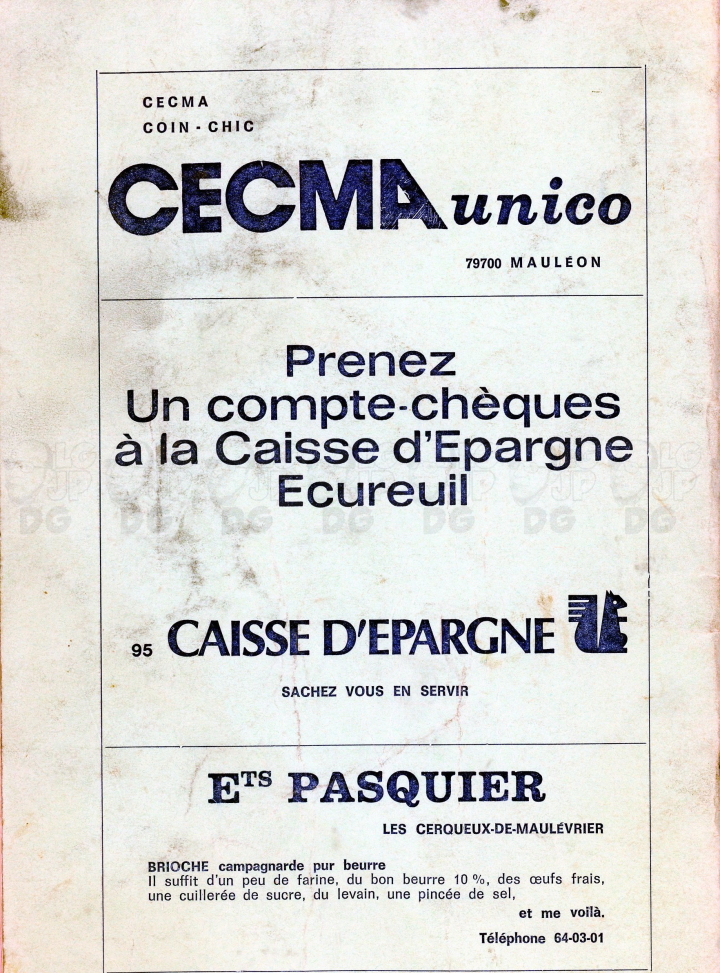 CECMA
COIN - CHIC
CECMA unico
79700 MAULÉON
Prenez
Un compte-chèques
à la Caisse d'Epargne
Ecureuil
LG JP DG
95 CAISSE D'EPARGNE
SACHEZ VOUS EN SERVIR
ETS PASQUIER
LES CERQUEUX-DE-MAULÉVRIER
BRIOCHE campagnarde pur beurre
Il suffit d'un peu de farine, du bon beurre 10 %, des œufs frais,
une cuillerée de sucre, du levain, une pincée de sel,
et me voilà.
Téléphone 64-03-01